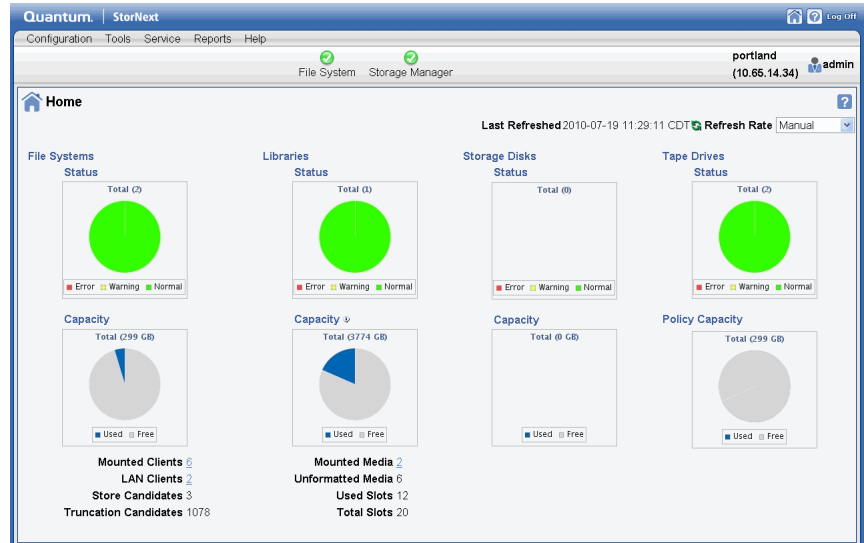 Quantum. StorNext Log Off
Configuration Tools Service Reports Help
File System Storage Manager
portland
(10.65.14.34)
admin
Home
Last Refreshed 2010-07-19 11:29:11 CDT Refresh Rate Manual
File Systems
Status
Total (2)
Error Warning Normal
Capacity
Total (299 GB)
Used Free
Mounted Clients 6
LAN Clients 2
Store Candidates 3
Truncation Candidates 1078
Libraries
Status
Total (1)
Error Warning Normal
Capacity
Total (3774 GB)
Used Free
Mounted Media 2
Unformatted Media 6
Used Slots 12
Total Slots 20
Storage Disks
Status
Total (0)
Error Warning Normal
Capacity
Total (0 GB)
Used Free
Tape Drives
Status
Total (2)
Error Warning Normal
Policy Capacity
Total (299 GB)
Used Free